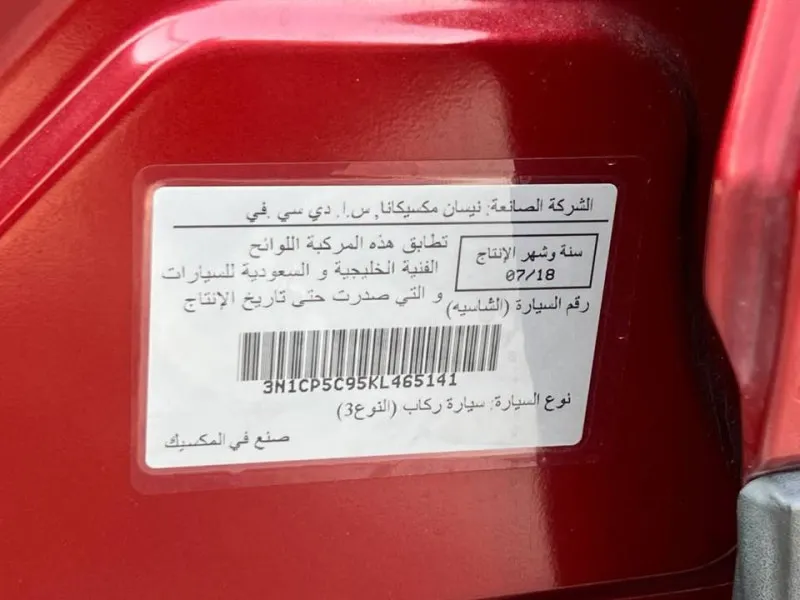 الشركة الصانعة: نيسان مكسيكانا, س.ا. دي سي .في
سنة وشهر الإنتاج
07/18
تطابق هذه المركبة اللوائح
الفنية الخليجية و السعودية للسيارات
و التي صدرت حتى تاريخ الإنتاج
رقم السيارة (الشاسيه)
3N1CP5C95KL465141
نوع السيارة: سيارة ركاب (النوع3)
صنع في المكسيك